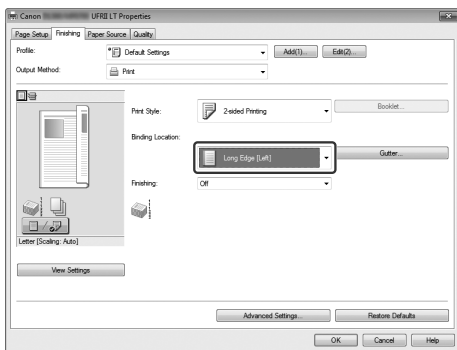 Canon UFRII LT Properties
Page Setup Finishing Paper Source Quality
Profile: Default Settings Add(1)... Edit(2)...
Output Method: Print
Print Style: 2-sided Printing Booklet...
Binding Location:
Long Edge [Left] Gutter...
Finishing: Off
Letter [Scaling: Auto]
View Settings
Advanced Settings... Restore Defaults
OK Cancel Help